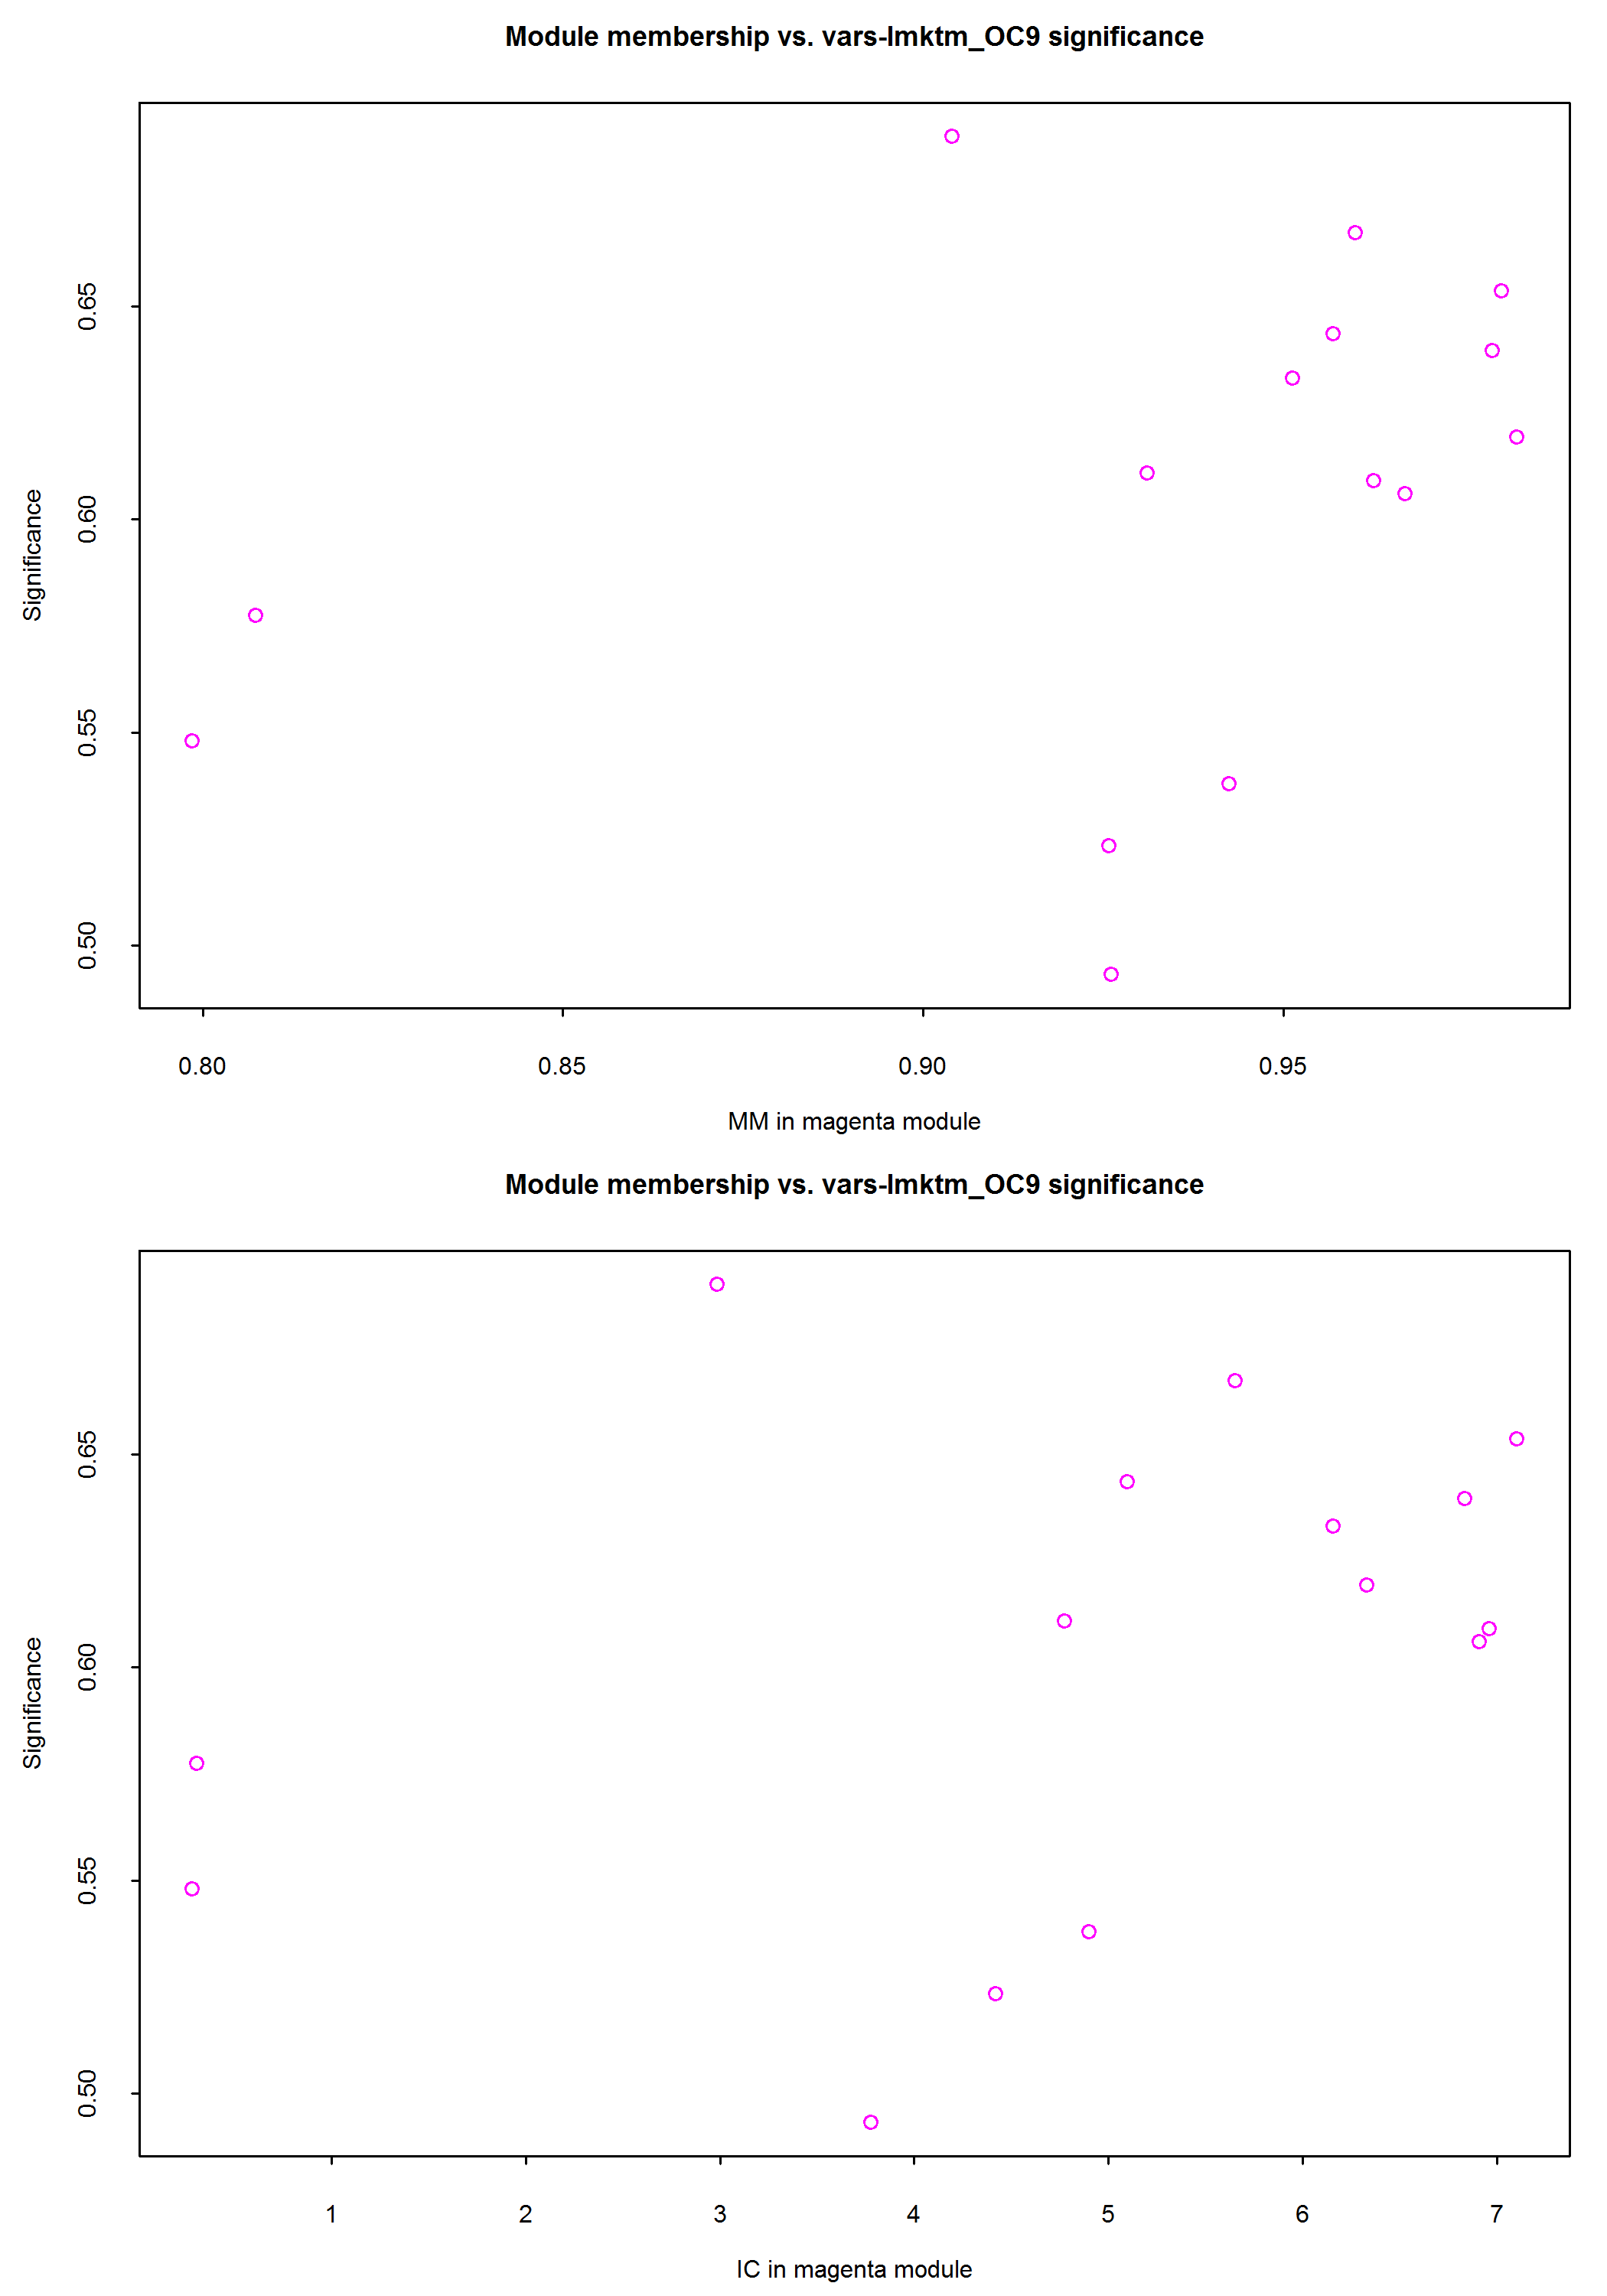 Module membership vs. vars-lmktm_OC9 significance
0.65
0.60
0.55
0.50
Significance
0.80 0.85 0.90 0.95
MM in magenta module
Module membership vs. vars-lmktm_OC9 significance
0.65
0.60
0.55
0.50
Significance
1 2 3 4 5 6 7
IC in magenta module